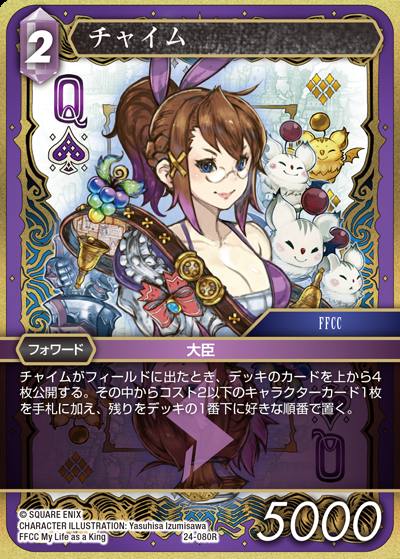 2
チャイム
Q
FFCC
フォワード
大臣
チャイムがフィールドに出たとき、デッキのカードを上から4
枚公開する。その中からコスト2以下のキャラクターカード1枚
を手札に加え、残りをデッキの1番下に好きな順番で置く。
Q
© SQUARE ENIX
CHARACTER ILLUSTRATION: Yasuhisa Izumisawa
FFCC My Life as a King
24-080R
5000